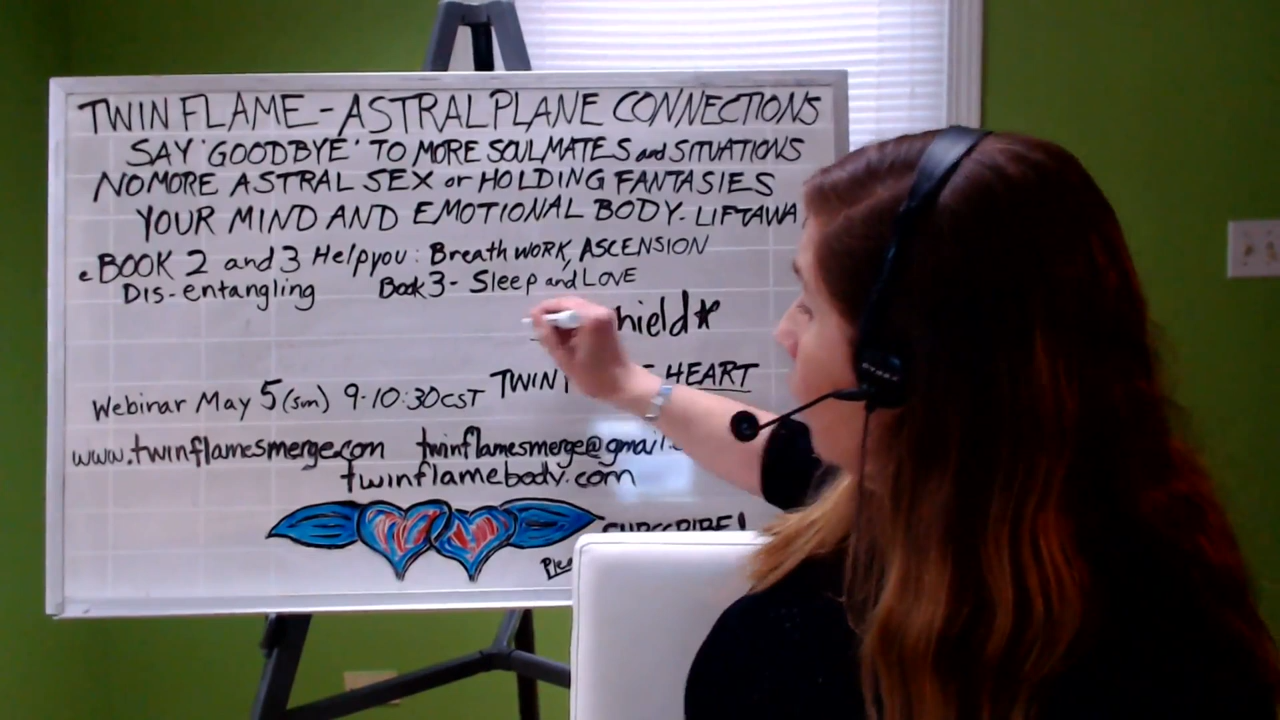 TWIN FLAME - ASTRAL PLANE CONNECTIONS
SAY 'GOODBYE' TO MORE SOULMATES and SITUATIONS
NO MORE ASTRAL SEX or HOLDING FANTASIES
YOUR MIND AND EMOTIONAL BODY. LIFTAWA
eBOOK 2 and 3 Help you: Breath WORK, ASCENSION
DIS-entangling Book 3 - Sleep and LOVE
hield*
TWIN HEART
Webinar May 5 (sun) 9-10:30 CST
www.twinflamesmerge.com twinflamesmerge@gmail.
twinflamebody.com
SUBSCRIBE!
Plea